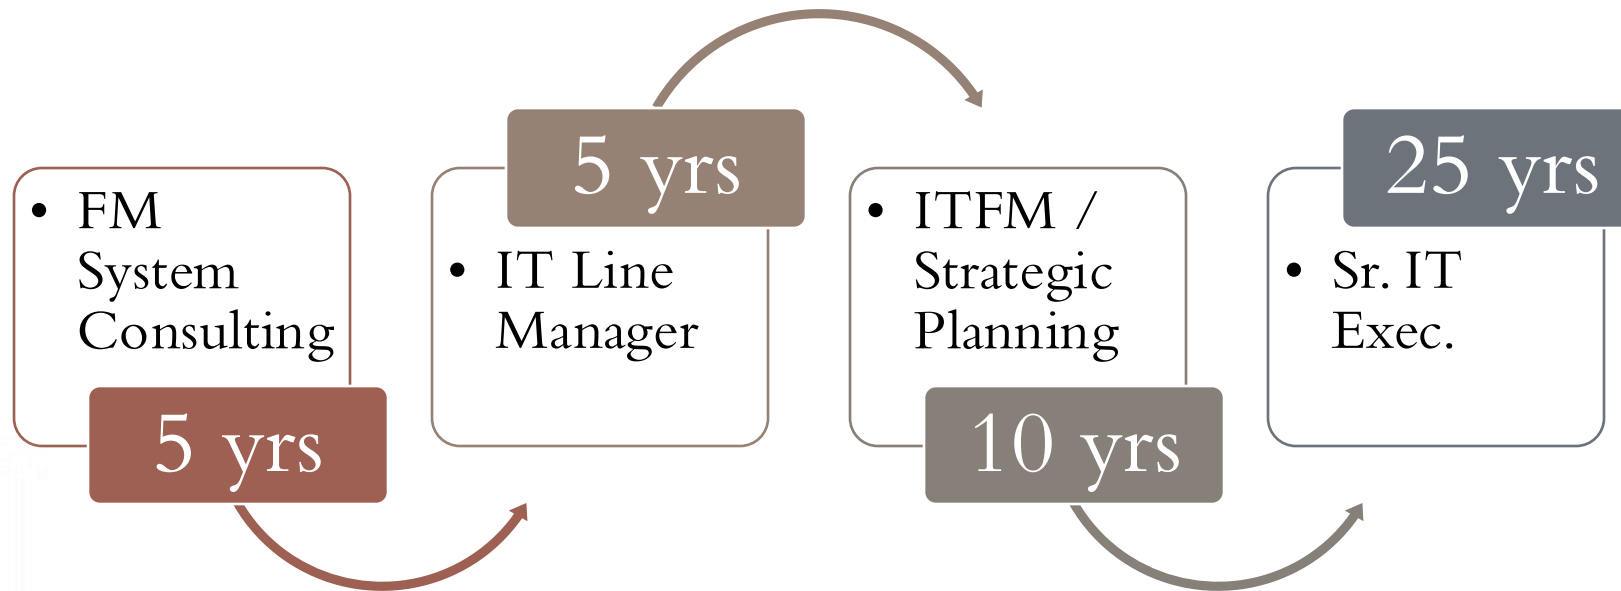 • FM
System
Consulting
5 yrs
5 yrs
• IT Line
Manager
• ITFM /
Strategic
Planning
10 yrs
25 yrs
• Sr. IT
Exec.